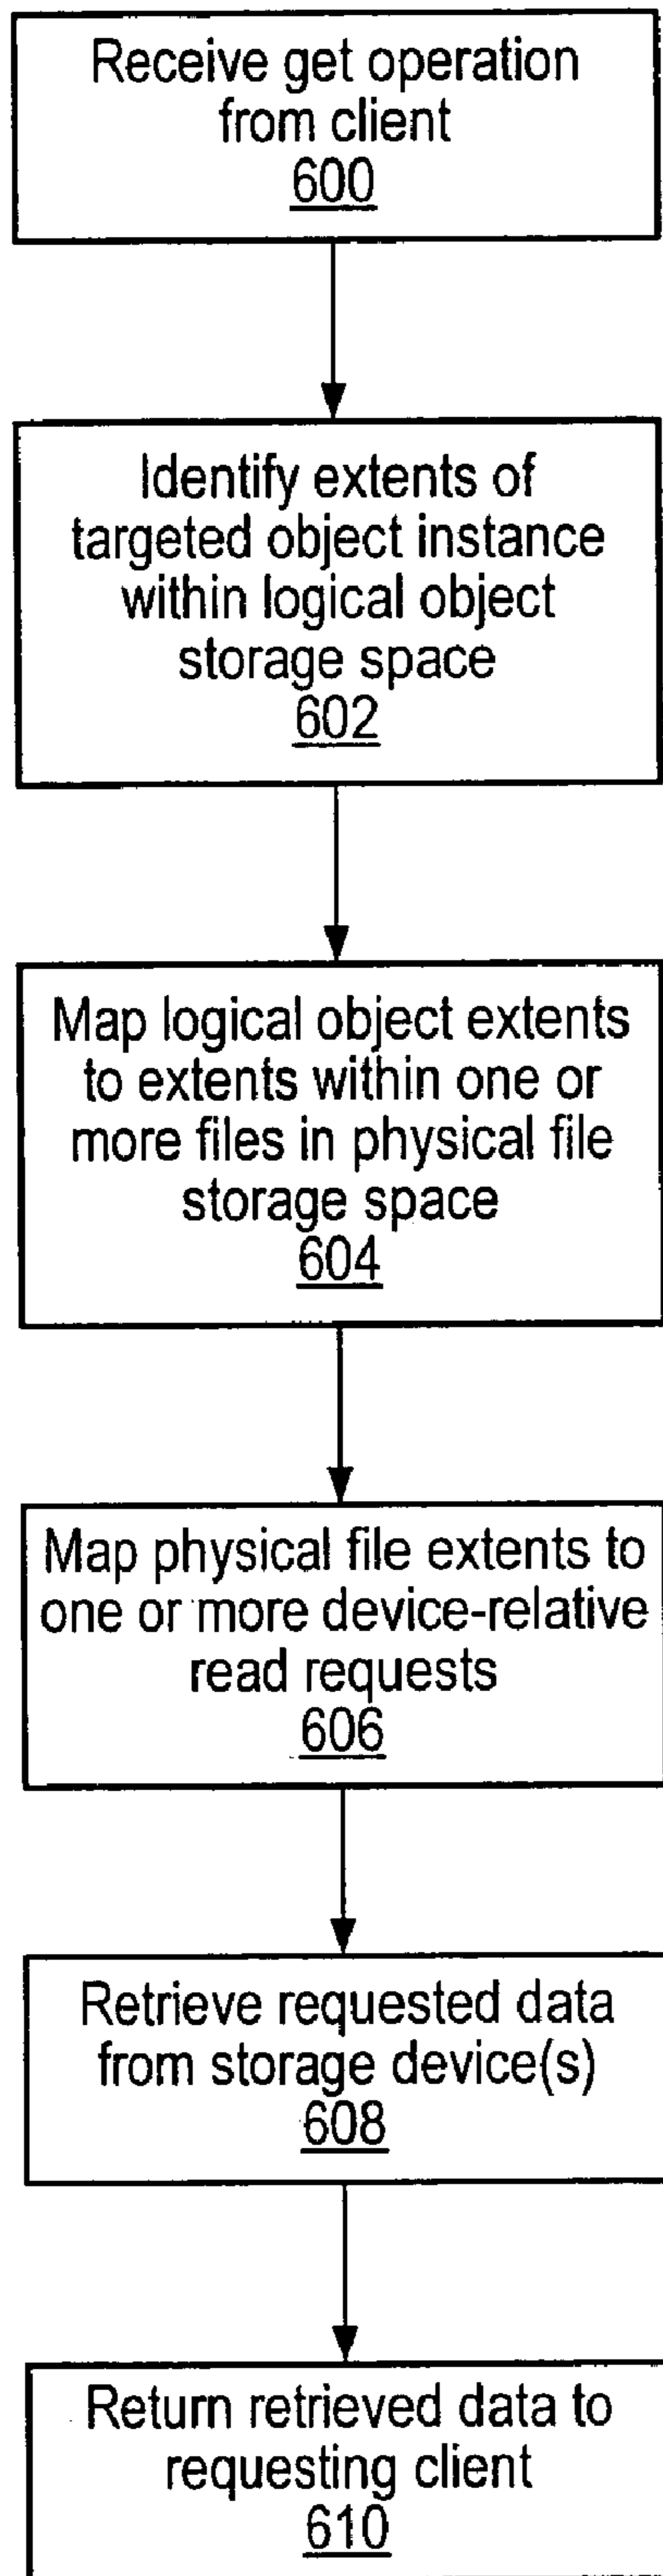 Receive get operation
from client
600
Identify extents of
targeted object instance
within logical object
storage space
602
Map logical object extents
to extents within one or
more files in physical file
storage space
604
Map physical file extents to
one or more device-relative
read requests
606
Retrieve requested data
from storage device(s)
608
Return retrieved data to
requesting client
610